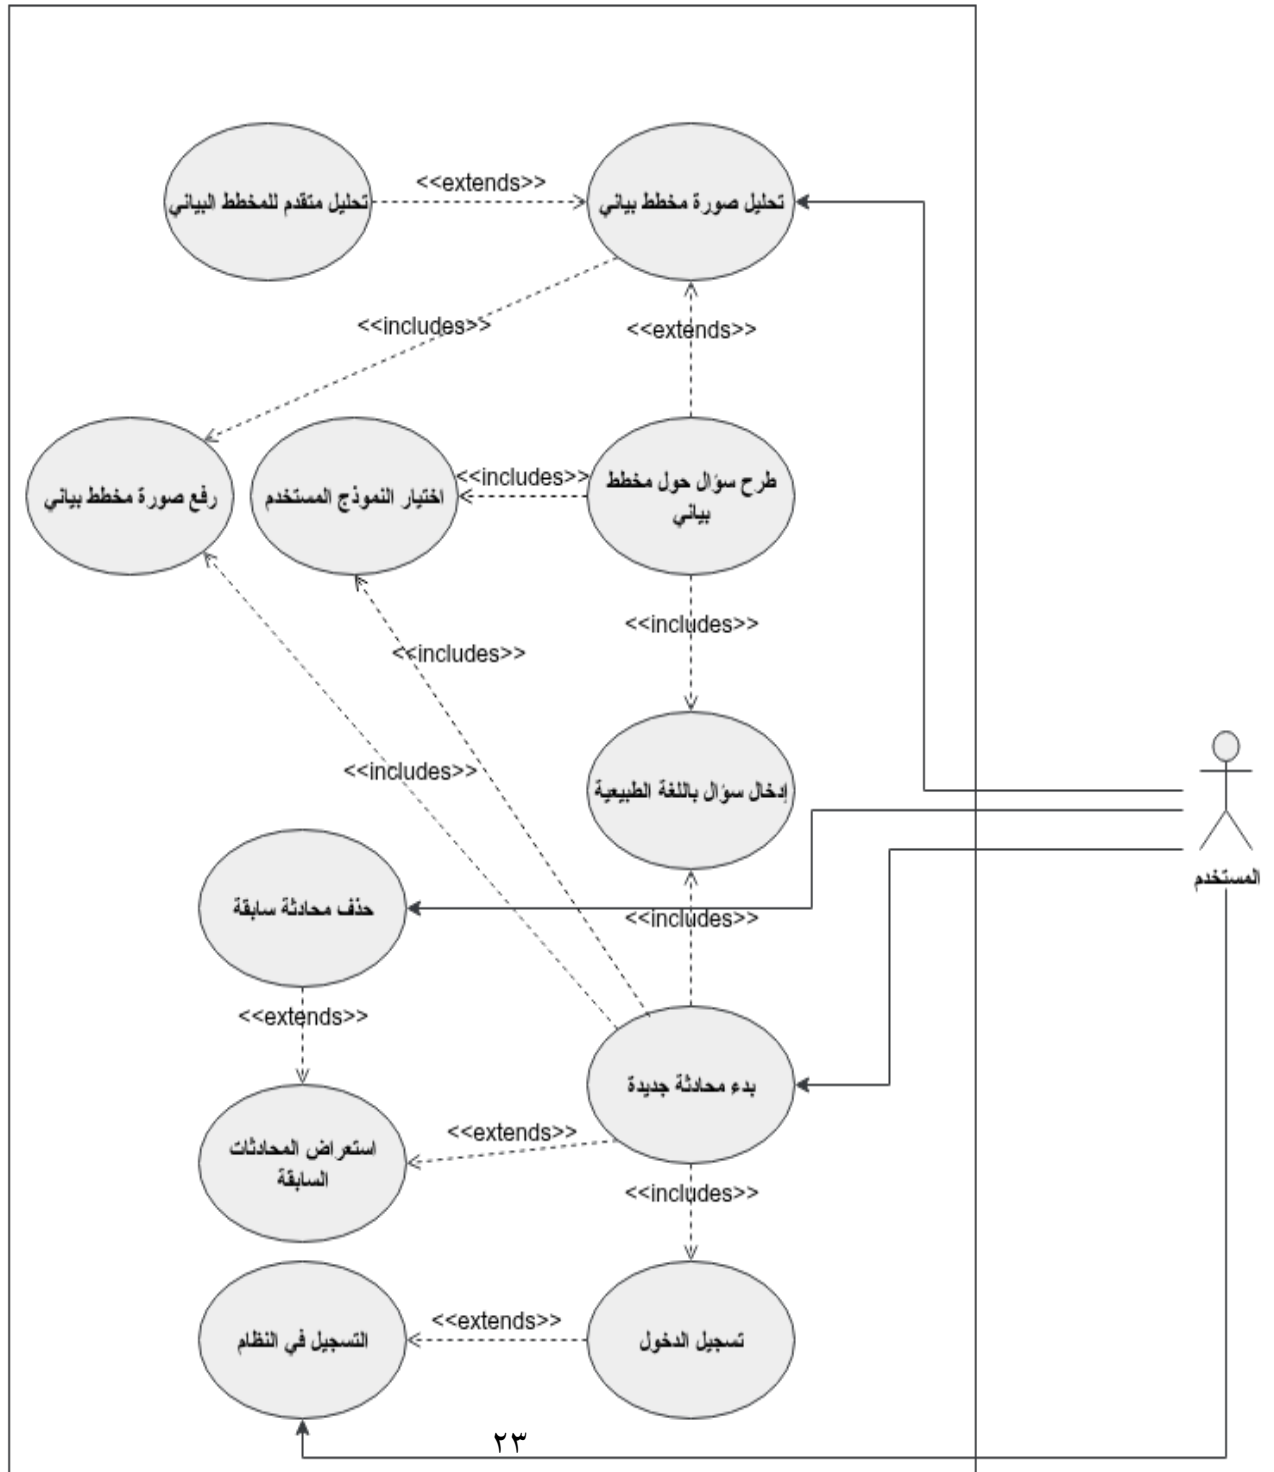 تحليل متقدم للمخطط البياني
<<extends>>
تحليل صورة مخطط بياني
<<includes>>
<<extends>>
رفع صورة مخطط بياني
اختيار النموذج المستخدم
<<includes>>
طرح سؤال حول مخطط
بياني
<<includes>>
<<includes>>
<<includes>>
إدخال سؤال باللغة الطبيعية
المستخدم
حذف محادثة سابقة
<<includes>>
<<extends>>
بدء محادثة جديدة
<<extends>>
استعراض المحادثات
السابقة
<<includes>>
<<extends>>
التسجيل في النظام
تسجيل الدخول
٢٣